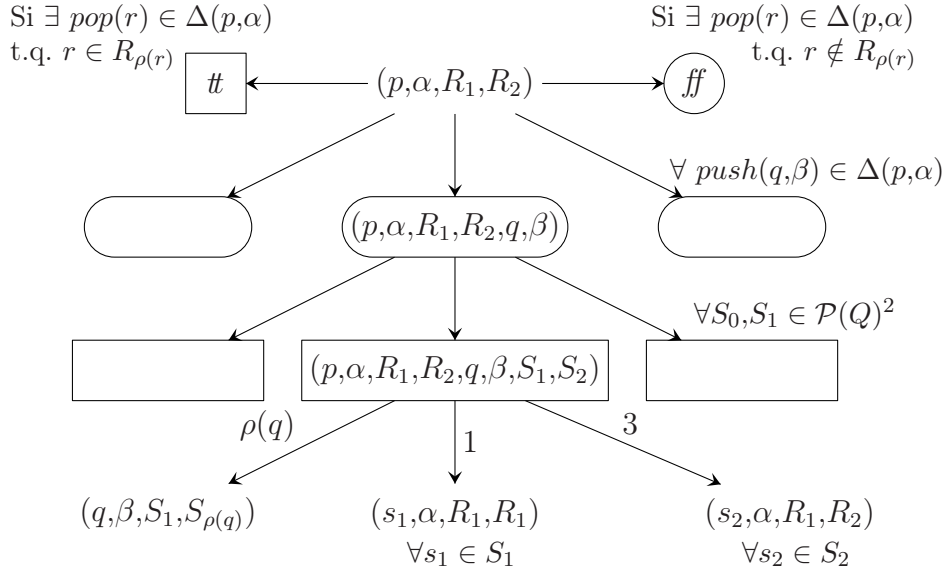 Si ∃ pop(r) ∈ Δ(p,α)
t.q. r ∈ R_{ρ(r)}
Si ∃ pop(r) ∈ Δ(p,α)
t.q. r ∉ R_{ρ(r)}
tt
(p,α,R_1,R_2)
ff
∀ push(q,β) ∈ Δ(p,α)
(p,α,R_1,R_2,q,β)
∀S_0,S_1 ∈ 𝒫(Q)^2
(p,α,R_1,R_2,q,β,S_1,S_2)
ρ(q)
1
3
(q,β,S_1,S_{ρ(q)})
(s_1,α,R_1,R_1)
∀s_1 ∈ S_1
(s_2,α,R_1,R_2)
∀s_2 ∈ S_2